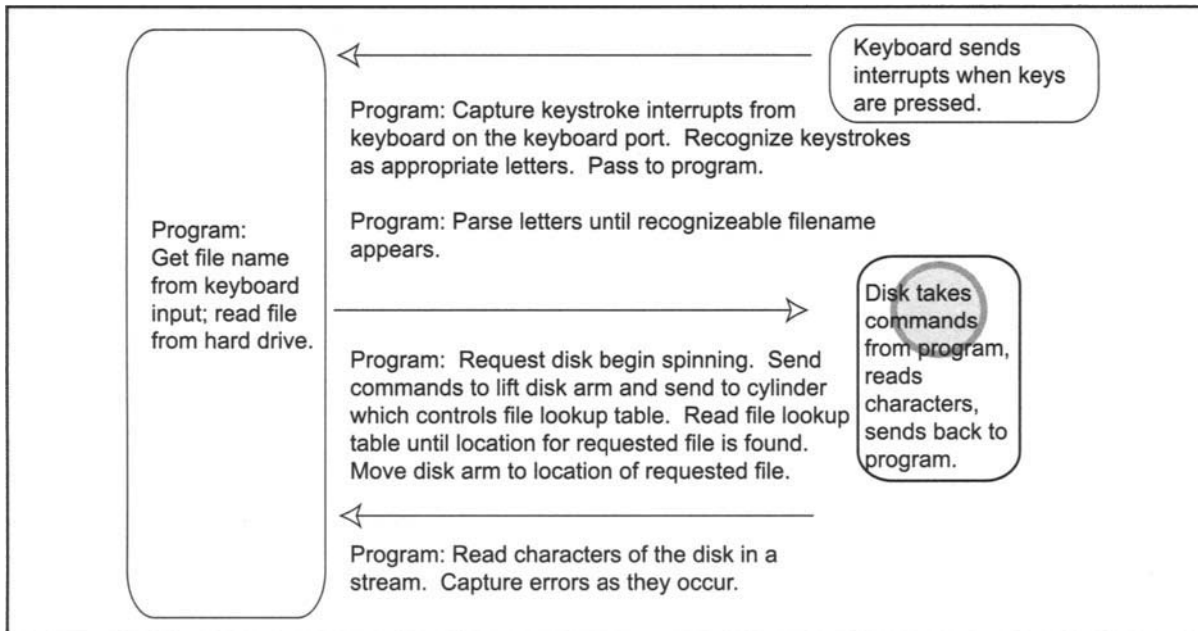 Keyboard sends
interrupts when keys
are pressed.
Program: Capture keystroke interrupts from
keyboard on the keyboard port. Recognize keystrokes
as appropriate letters. Pass to program.
Program: Parse letters until recognizeable filename
appears.
Program:
Get file name
from keyboard
input; read file
from hard drive.
Disk takes
commands
from program,
reads
characters,
sends back to
program.
Program: Request disk begin spinning. Send
commands to lift disk arm and send to cylinder
which controls file lookup table. Read file lookup
table until location for requested file is found.
Move disk arm to location of requested file.
Program: Read characters of the disk in a
stream. Capture errors as they occur.